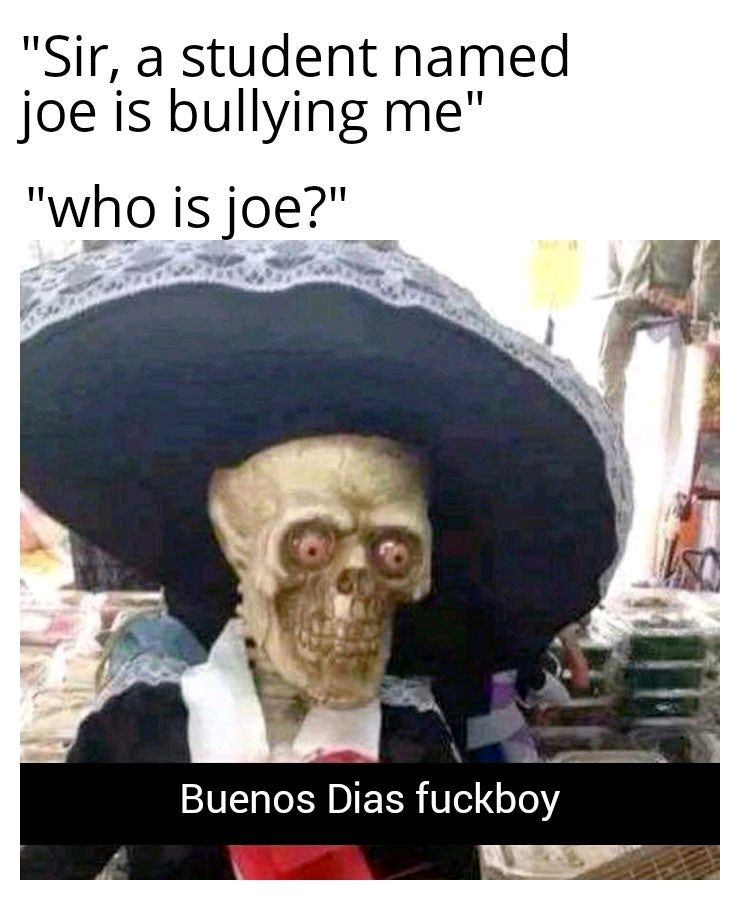 "Sir, a student named
joe is bullying me"
"who is joe?"
Buenos Dias fuckboy